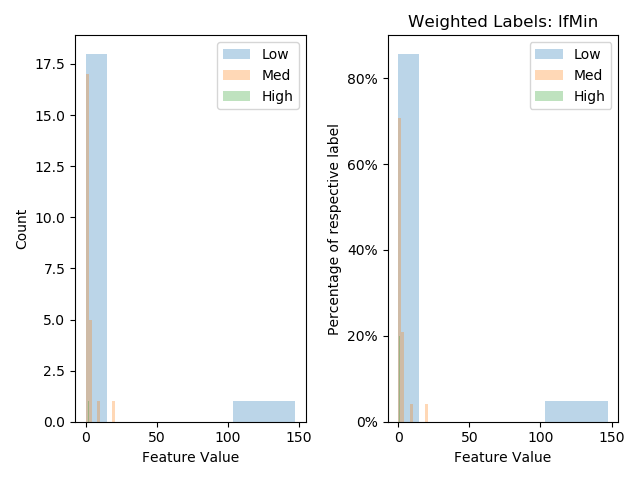 Weighted Labels: lfMin
Low
Med
High
17.5
15.0
12.5
10.0
7.5
5.0
2.5
0.0
Count
0
50
100
150
Feature Value
Low
Med
High
80%
60%
40%
20%
0%
Percentage of respective label
0
50
100
150
Feature Value